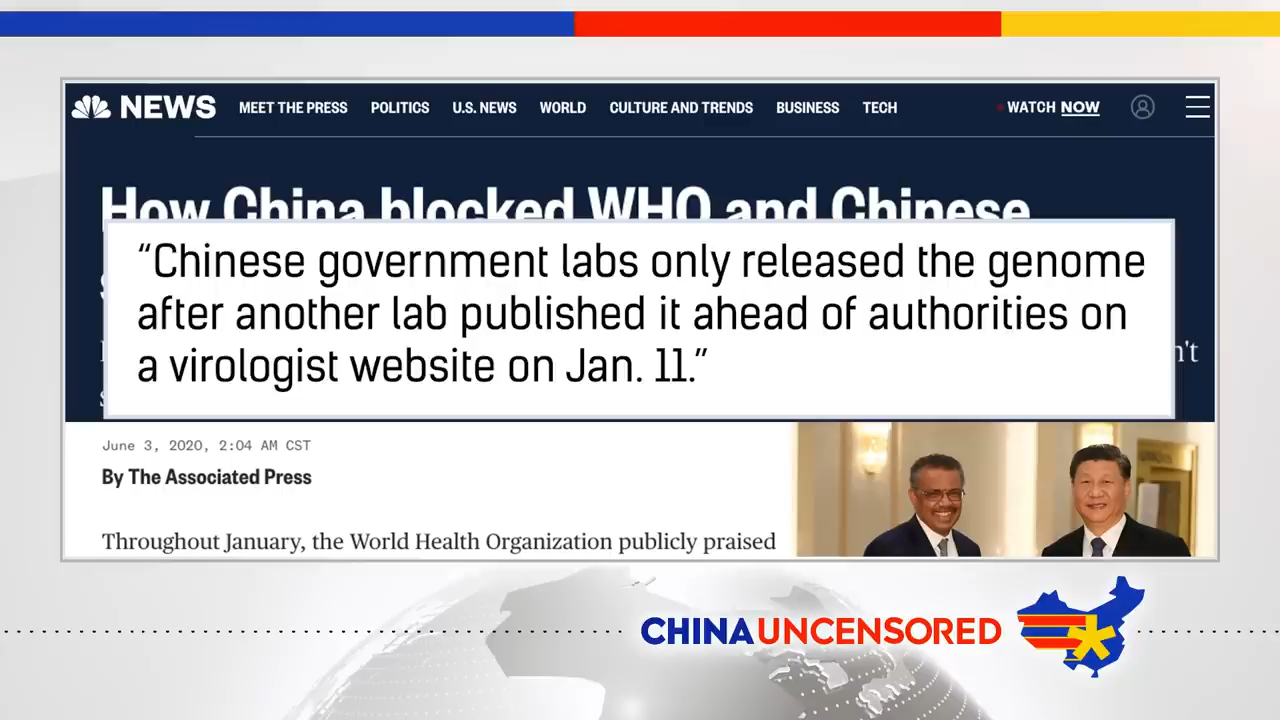 NEWS MEET THE PRESS POLITICS U.S. NEWS WORLD CULTURE AND TRENDS BUSINESS TECH WATCH NOW
How China blocked WHO and Chinese
“Chinese government labs only released the genome
after another lab published it ahead of authorities on
a virologist website on Jan. 11.”
June 3, 2020, 2:04 AM CST
By The Associated Press
Throughout January, the World Health Organization publicly praised
CHINAUNCENSORED